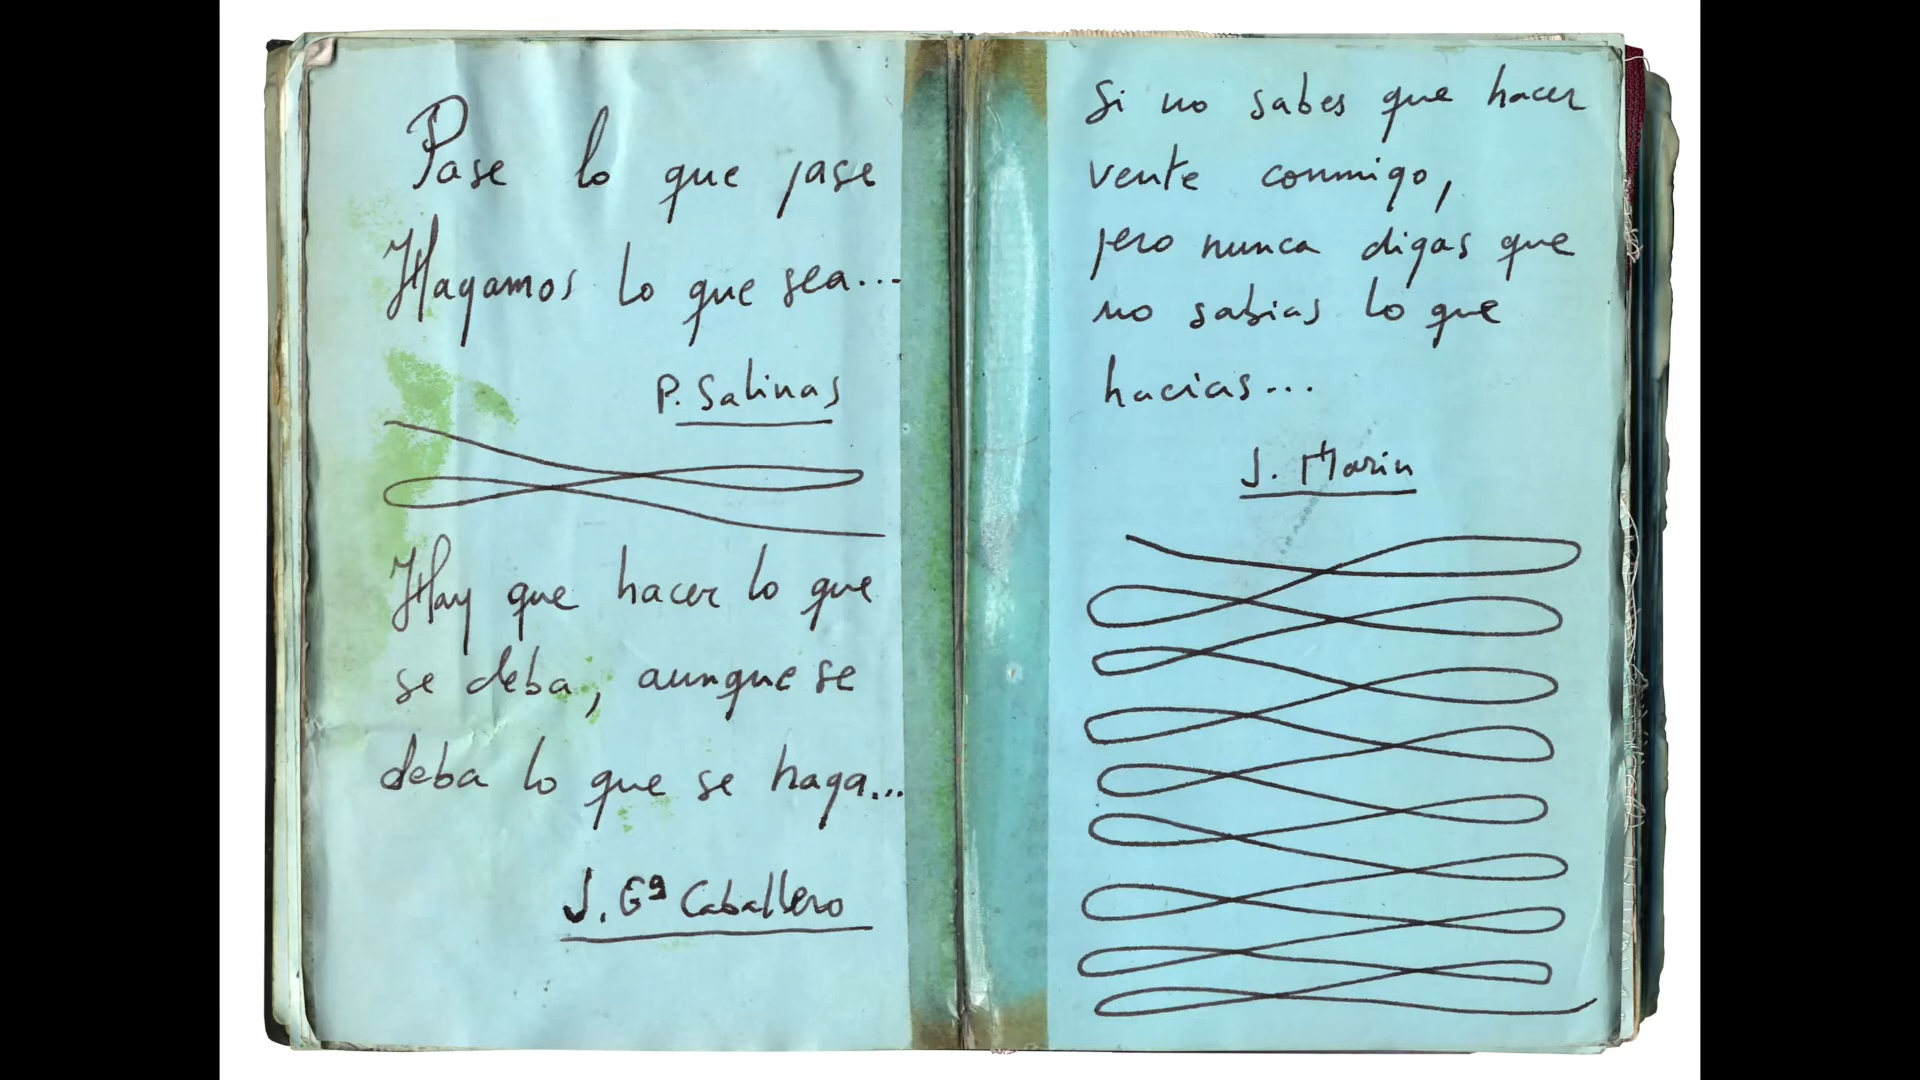 Pase lo que pase
Hagamos lo que sea...
P. Salinas
Hay que hacer lo que
se deba, aunque se
deba lo que se haga...
J. Gª Caballero
Si no sabes que hacer
vente conmigo,
pero nunca digas que
no sabias lo que
hacias...
J. Marin